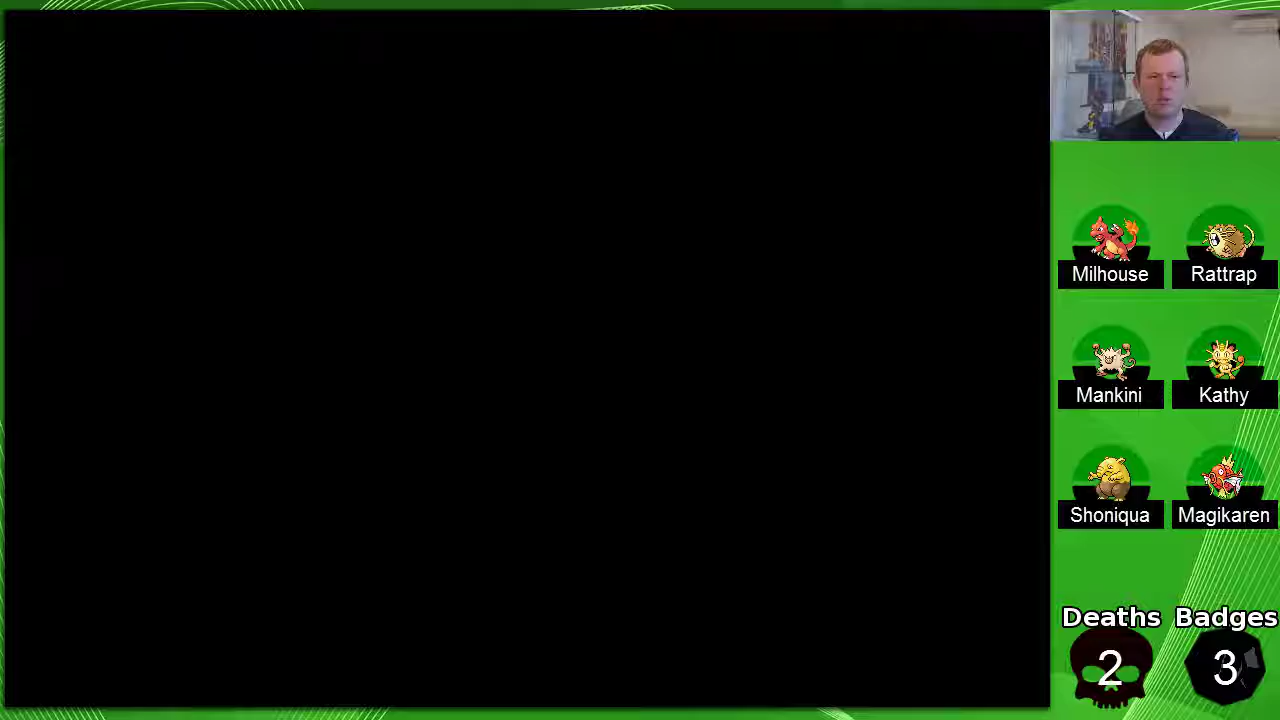 Milhouse Rattrap
Mankini Kathy
Shoniqua Magikaren
Deaths Badges
2 3